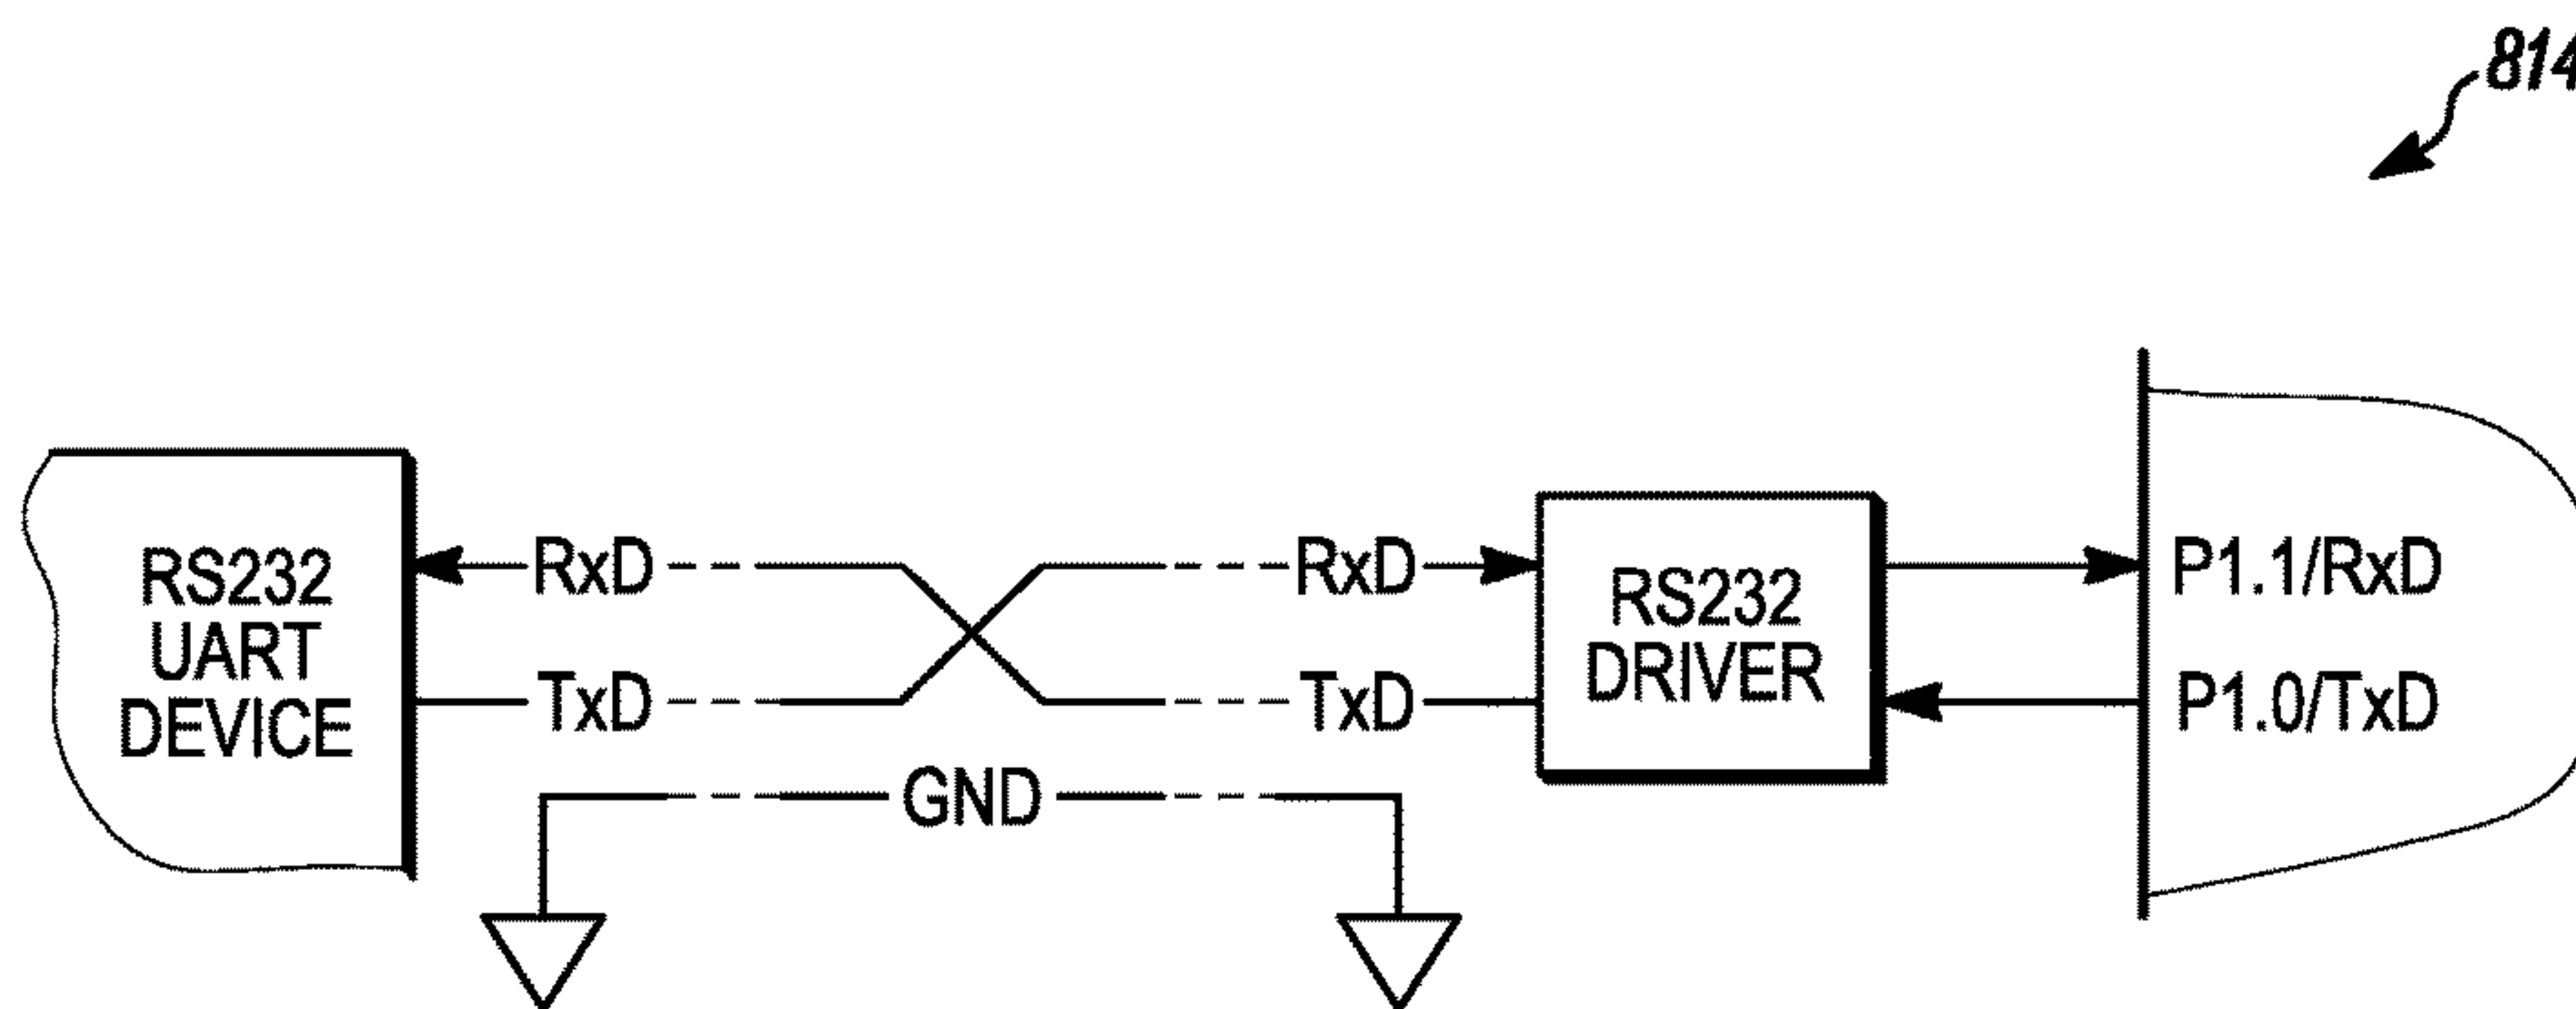 814
RS232
UART
DEVICE
RxD
TxD
GND
RxD
TxD
RS232
DRIVER
P1.1/RxD
P1.0/TxD